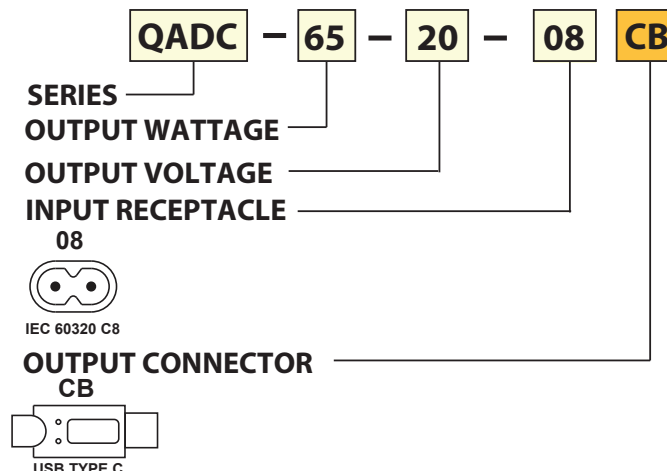 QADC – 65 – 20 – 08 CB
SERIES
OUTPUT WATTAGE
OUTPUT VOLTAGE
INPUT RECEPTACLE
08
IEC 60320 C8
OUTPUT CONNECTOR
CB
USB TYPE C